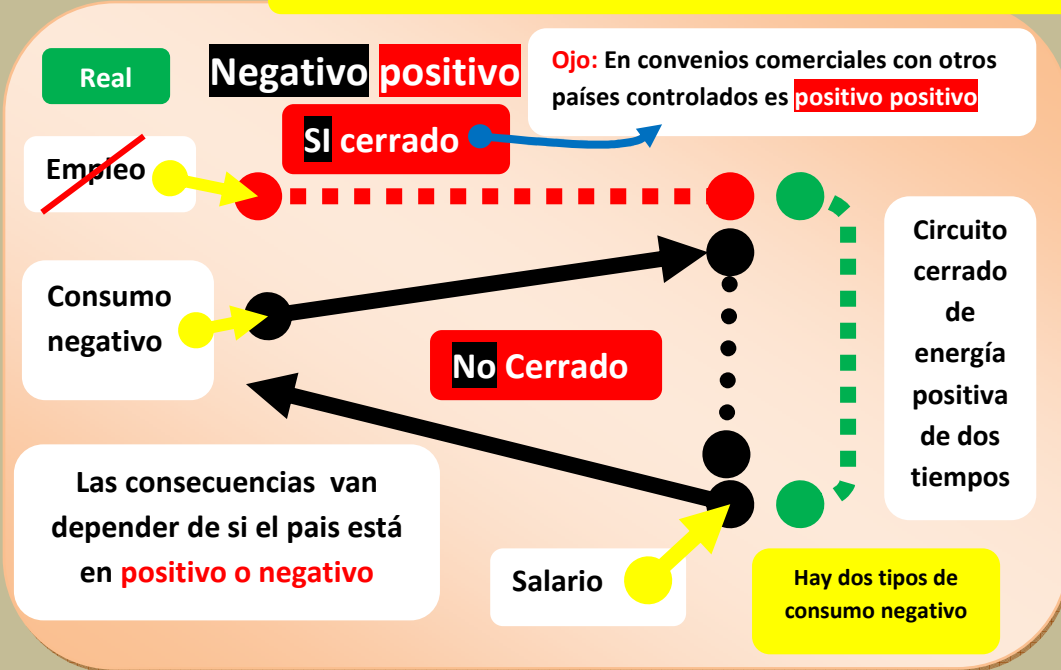 Real
Negativo positivo
Ojo: En convenios comerciales con otros
países controlados es positivo positivo
SI cerrado
Empleo
Consumo
negativo
No Cerrado
Circuito
cerrado
de
energía
positiva
de dos
tiempos
Las consecuencias van
depender de si el pais está
en positivo o negativo
Salario
Hay dos tipos de
consumo negativo